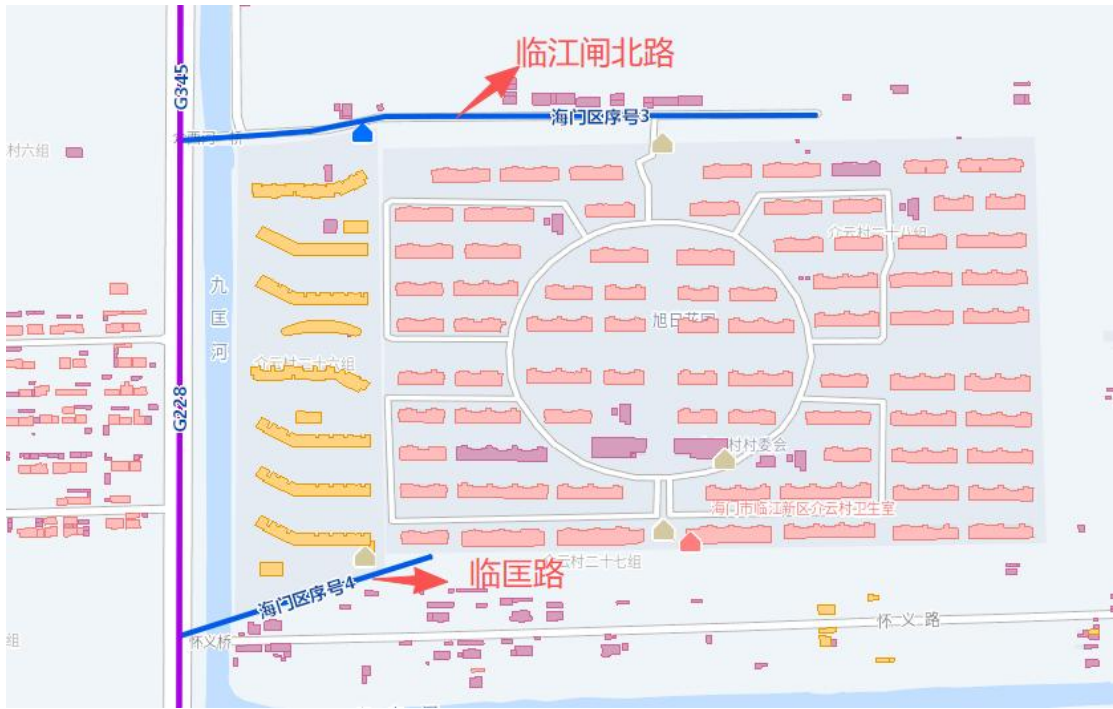 临江闸北路
G345
海门区序号3
村六组
介云村二十八组
九匡河
旭日花园
介云村二十六组
G228
村村委会
海门市临江新区介云村卫生室
介云村二十七组
临匡路
海门区序号4
怀义路
怀义桥
组